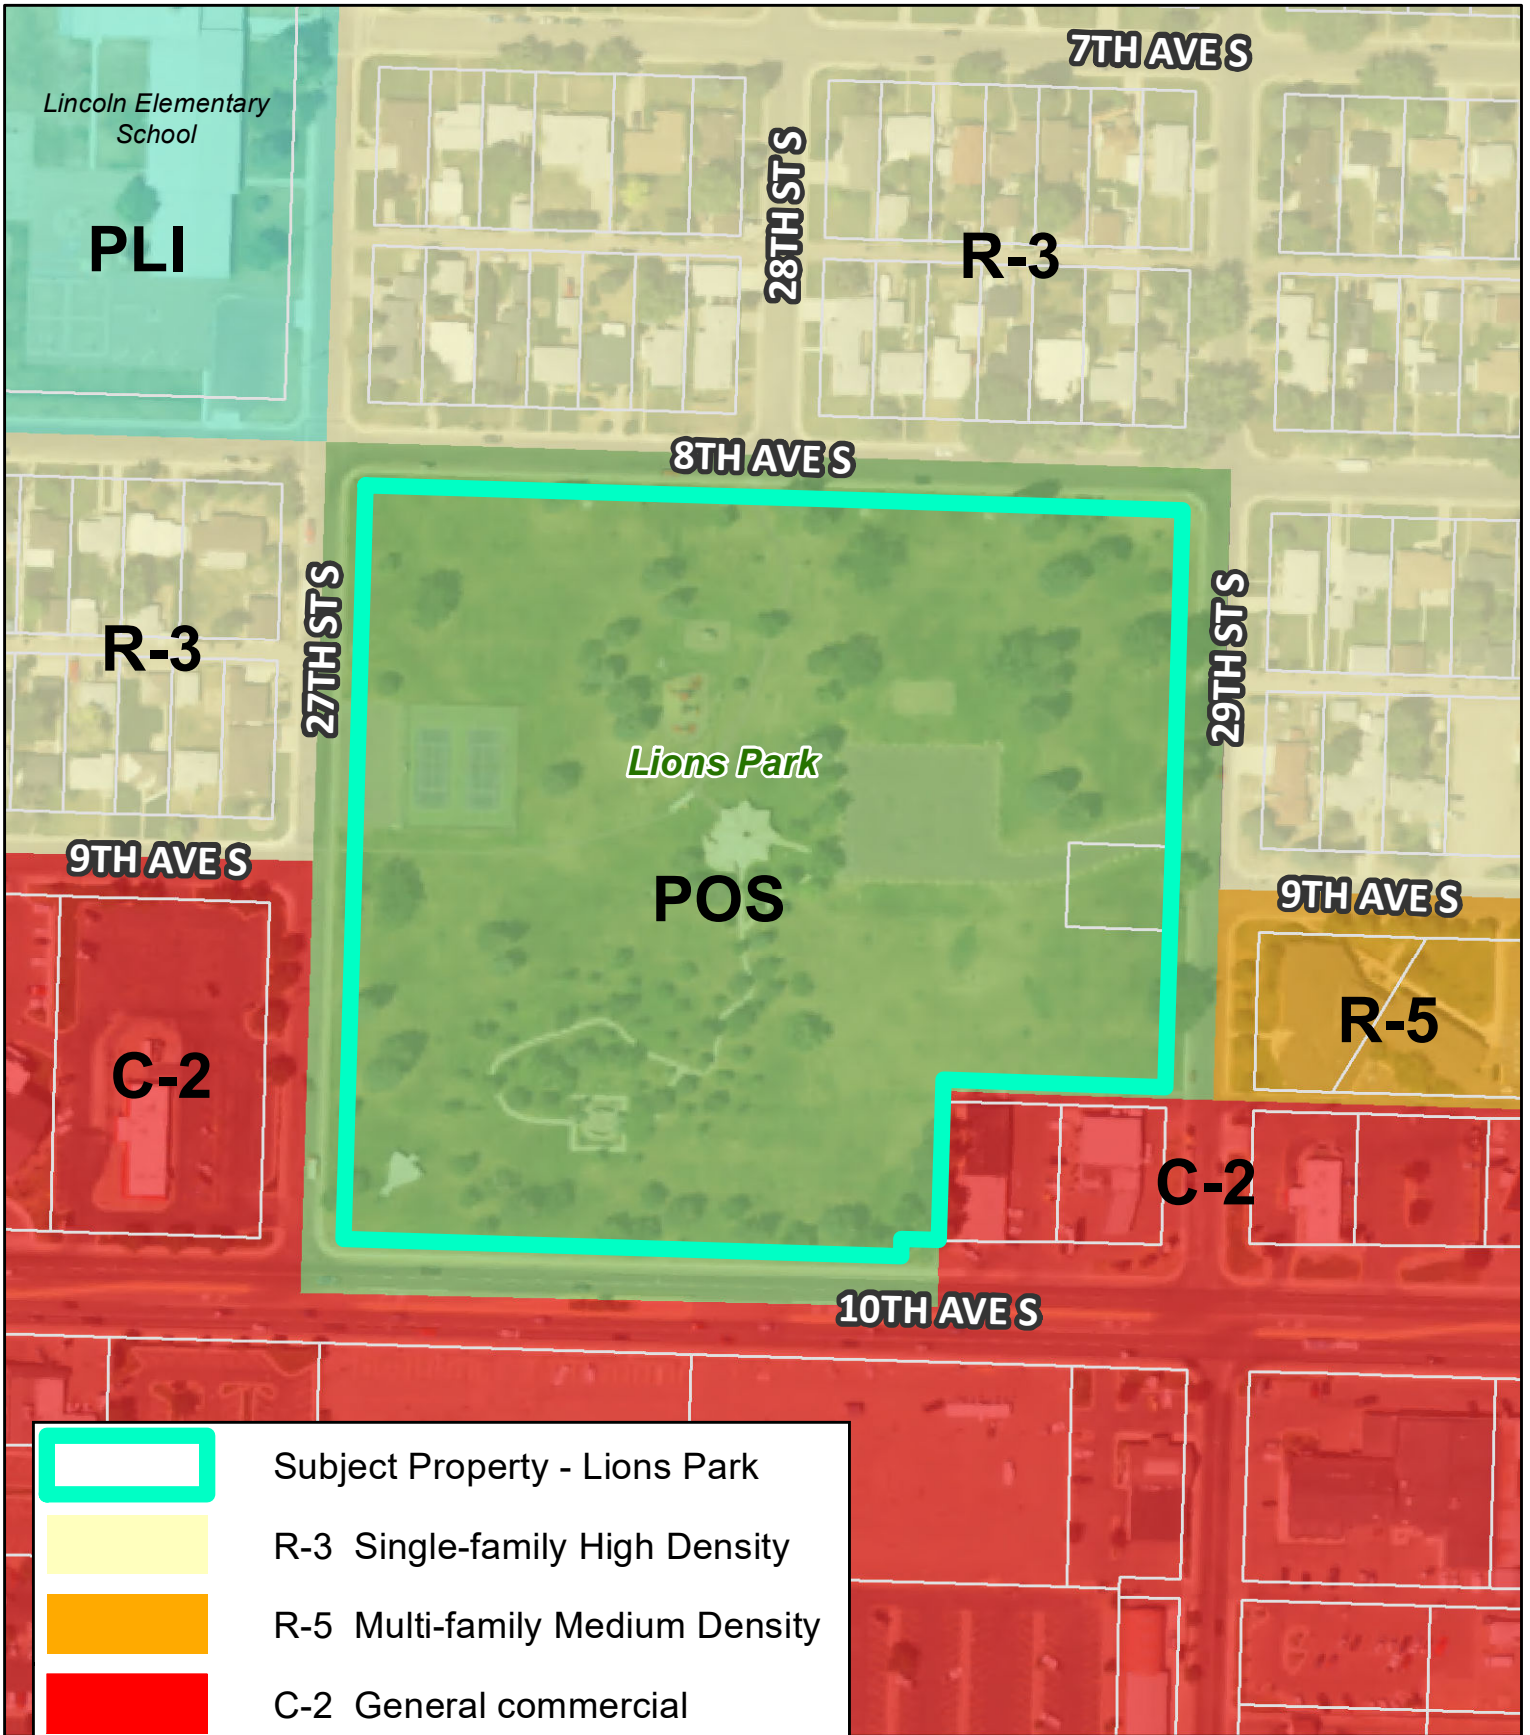 7TH AVE S
Lincoln Elementary
School
28TH ST S
PLI
R-3
8TH AVE S
27TH ST S
29TH ST S
R-3
Lions Park
9TH AVE S
POS
9TH AVE S
R-5
C-2
C-2
10TH AVE S
Subject Property - Lions Park
R-3 Single-family High Density
R-5 Multi-family Medium Density
C-2 General commercial